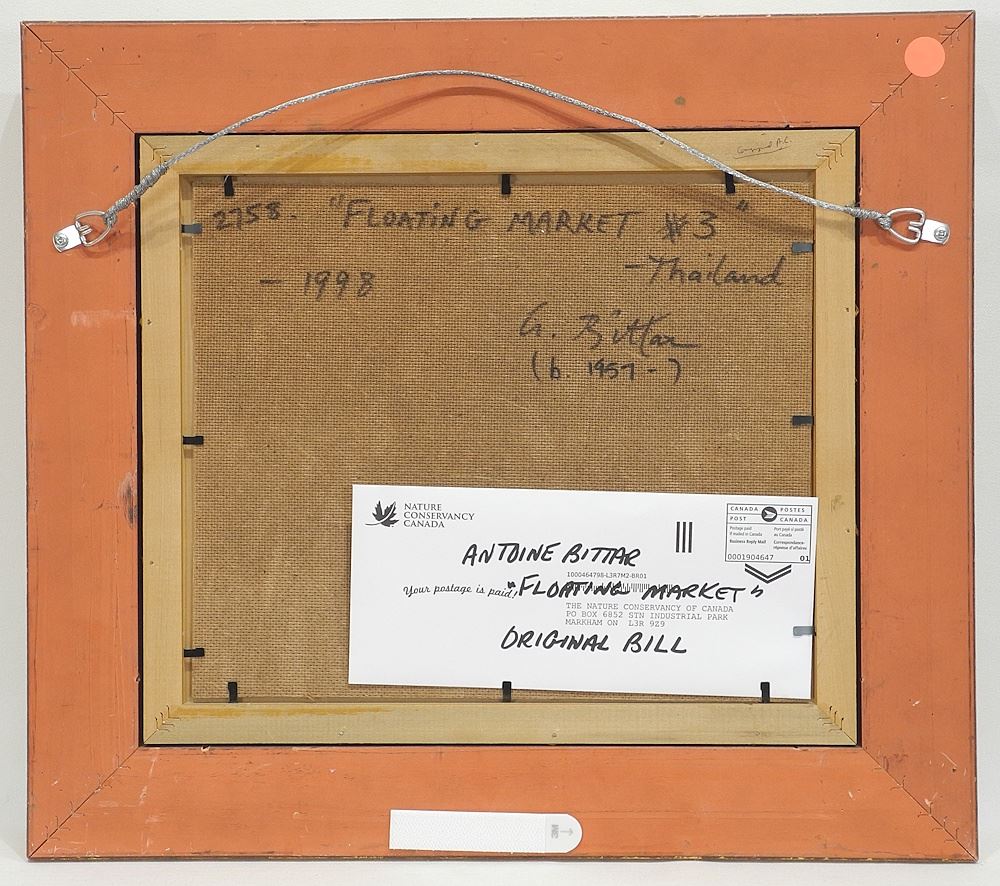 2758. "FLOATING MARKET #3"
- 1998
- Thailand
A. Bittar
(b. 1957 - )
NATURE
CONSERVANCY
CANADA
CANADA POSTES
POST CANADA
Postage paid
if mailed in Canada
Business Reply Mail
Port payé si posté
au Canada
Correspondance-
réponse d'affaires
0001904647 01
ANTOINE BITTAR
1000464798-L3R7M2-BR01
Your postage is paid!
"FLOATING MARKET"
THE NATURE CONSERVANCY OF CANADA
PO BOX 6852 STN INDUSTRIAL PARK
MARKHAM ON L3R 9Z9
ORIGINAL BILL